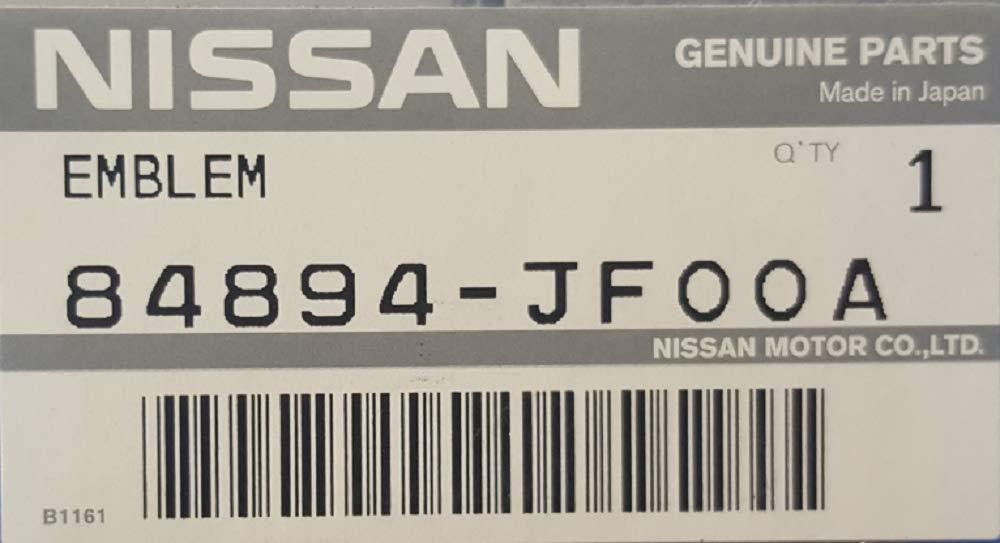 NISSAN
GENUINE PARTS
Made in Japan
EMBLEM
Q'TY 1
84894-JF00A
NISSAN MOTOR CO.,LTD.
B1161